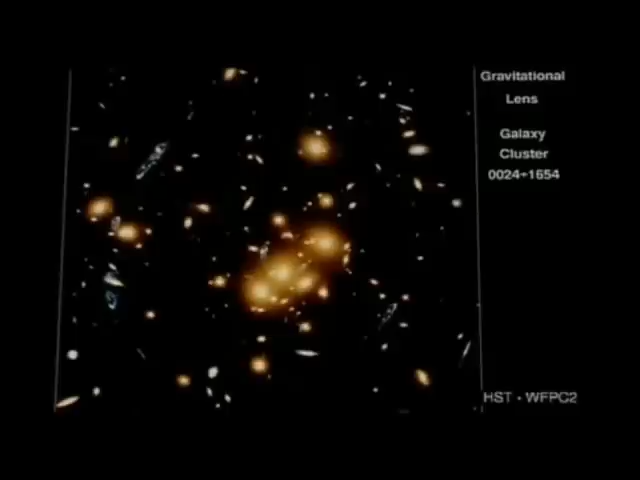 Gravitational
Lens
Galaxy
Cluster
0024+1654
HST • WFPC2